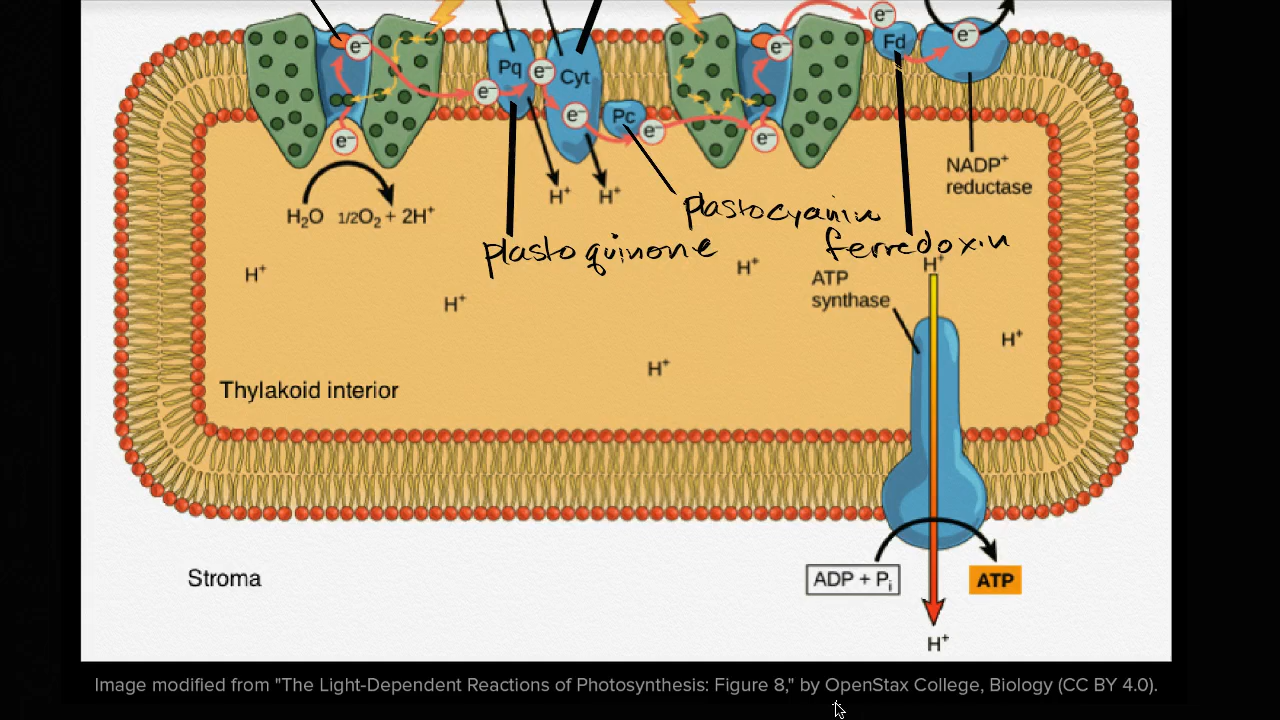 e⁻ e⁻ e⁻ Fd e⁻
Pq e⁻ Cyt
e⁻ e⁻ Pc e⁻ e⁻ e⁻
NADP⁺
reductase
H₂O 1/2O₂ + 2H⁺
H⁺ H⁺
plastocyanin
plastoquinone
ferredoxin
H⁺ H⁺ H⁺
ATP
synthase
H⁺
H⁺ H⁺
H⁺
Thylakoid interior
Stroma
ADP + Pᵢ
ATP
H⁺
Image modified from "The Light-Dependent Reactions of Photosynthesis: Figure 8," by OpenStax College, Biology (CC BY 4.0).